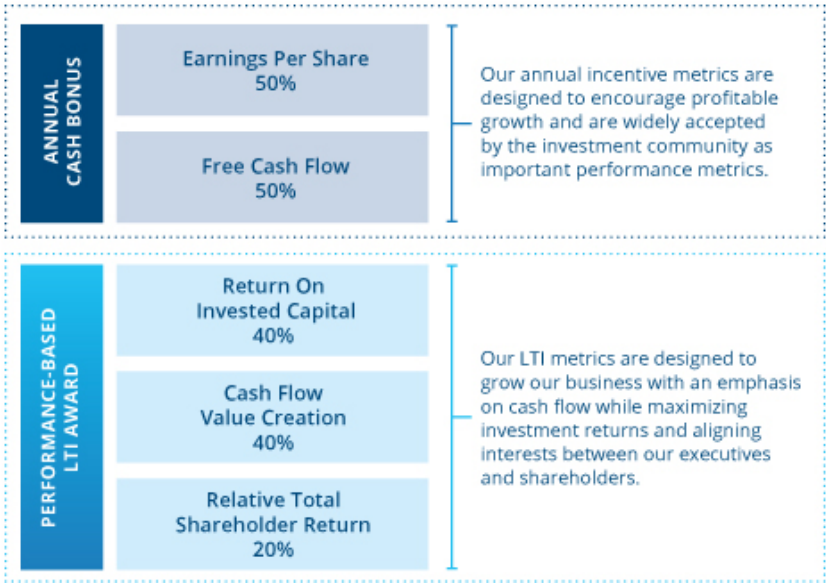 ANNUAL
CASH BONUS
Earnings Per Share
50%
Free Cash Flow
50%
Our annual incentive metrics are
designed to encourage profitable
growth and are widely accepted
by the investment community as
important performance metrics.
PERFORMANCE-BASED
LTI AWARD
Return On
Invested Capital
40%
Cash Flow
Value Creation
40%
Relative Total
Shareholder Return
20%
Our LTI metrics are designed to
grow our business with an emphasis
on cash flow while maximizing
investment returns and aligning
interests between our executives
and shareholders.